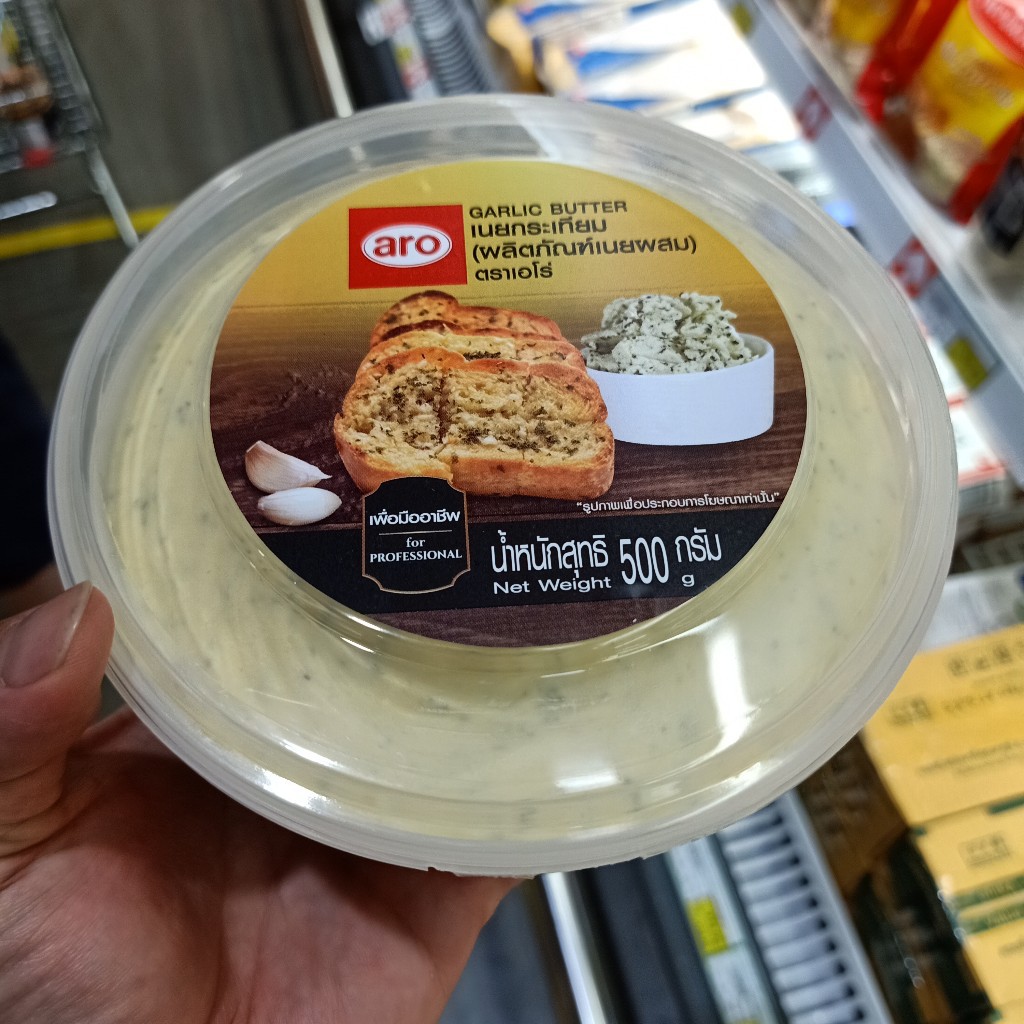 aro
GARLIC BUTTER
เนยกระเทียม
(ผลิตภัณฑ์เนยผสม)
ตราเอโร่
"รูปภาพเพื่อประกอบการโฆษณาเท่านั้น"
เพื่อมืออาชีพ
for
PROFESSIONAL
น้ำหนักสุทธิ 500 กรัม
Net Weight g